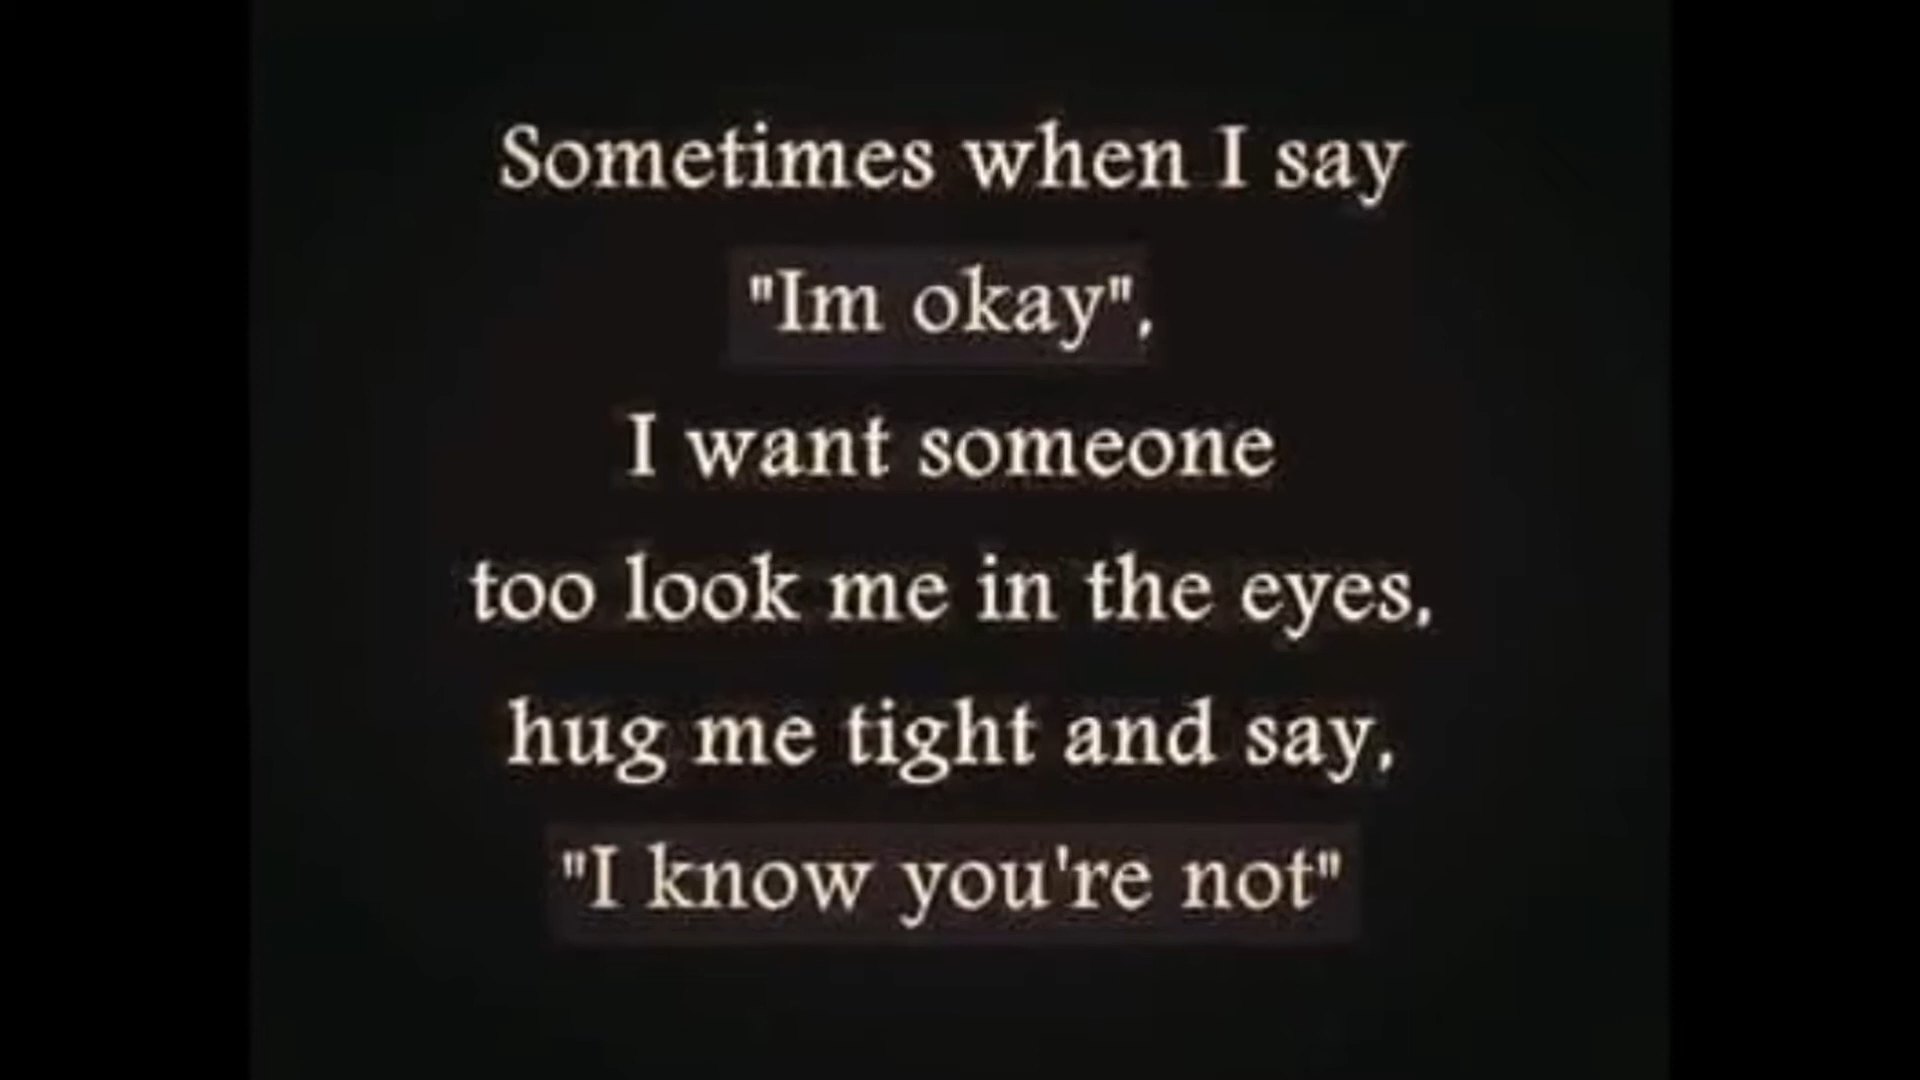 Sometimes when I say
"Im okay",
I want someone
too look me in the eyes,
hug me tight and say,
"I know you're not"